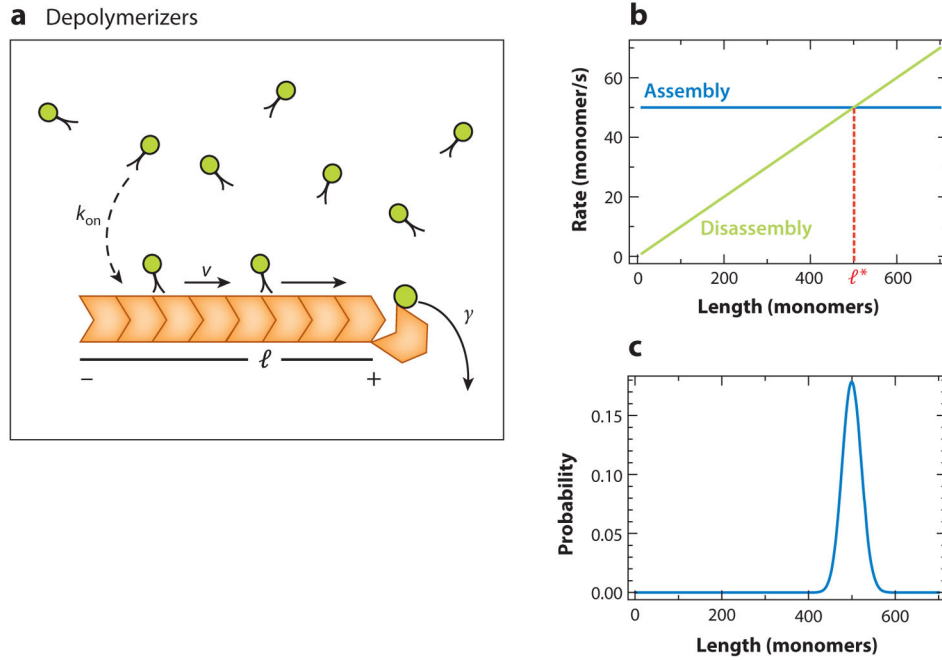 a Depolymerizers
k_on
v
γ
ℓ
− +
b
60
40
20
0
Rate (monomer/s)
Assembly
Disassembly
0 200 400 ℓ* 600
Length (monomers)
c
0.15
0.10
0.05
0.00
Probability
0 200 400 600
Length (monomers)